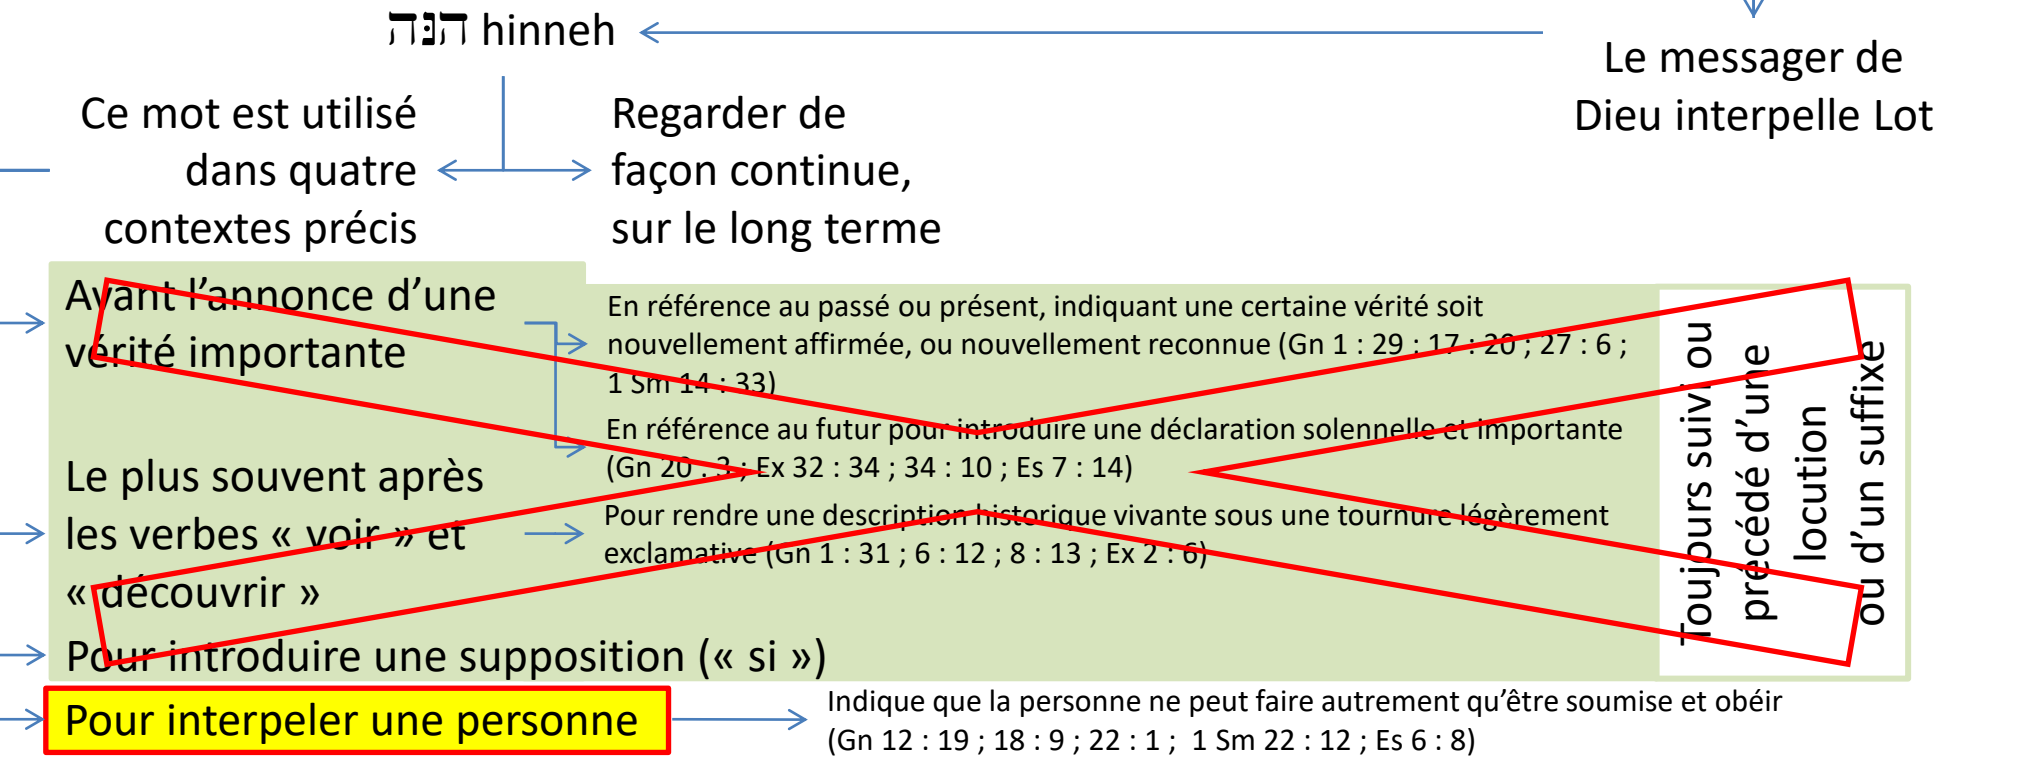 הנּה hinneh
Le messager de
Dieu interpelle Lot
Ce mot est utilisé
dans quatre
contextes précis
Regarder de
façon continue,
sur le long terme
Avant l’annonce d’une
vérité importante
En référence au passé ou présent, indiquant une certaine vérité soit
nouvellement affirmée, ou nouvellement reconnue (Gn 1 : 29 ; 17 : 20 ; 27 : 6 ;
1 Sm 14 : 33)
En référence au futur pour introduire une déclaration solennelle et importante
(Gn 20 : 3 ; Ex 32 : 34 ; 34 : 10 ; Es 7 : 14)
Le plus souvent après
les verbes « voir » et
« découvrir »
Pour rendre une description historique vivante sous une tournure légèrement
exclamative (Gn 1 : 31 ; 6 : 12 ; 8 : 13 ; Ex 2 : 6)
Toujours suivi ou
précédé d’une
locution
ou d’un suffixe
Pour introduire une supposition (« si »)
Pour interpeler une personne
Indique que la personne ne peut faire autrement qu’être soumise et obéir
(Gn 12 : 19 ; 18 : 9 ; 22 : 1 ; 1 Sm 22 : 12 ; Es 6 : 8)